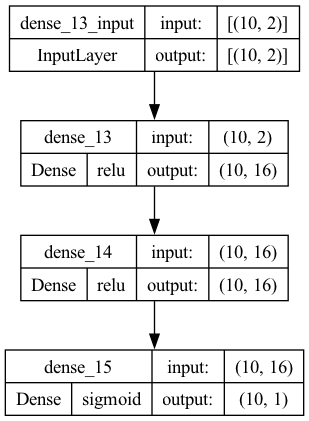 dense_13_input input: [(10, 2)]
InputLayer output: [(10, 2)]
dense_13 input: (10, 2)
Dense relu output: (10, 16)
dense_14 input: (10, 16)
Dense relu output: (10, 16)
dense_15 input: (10, 16)
Dense sigmoid output: (10, 1)